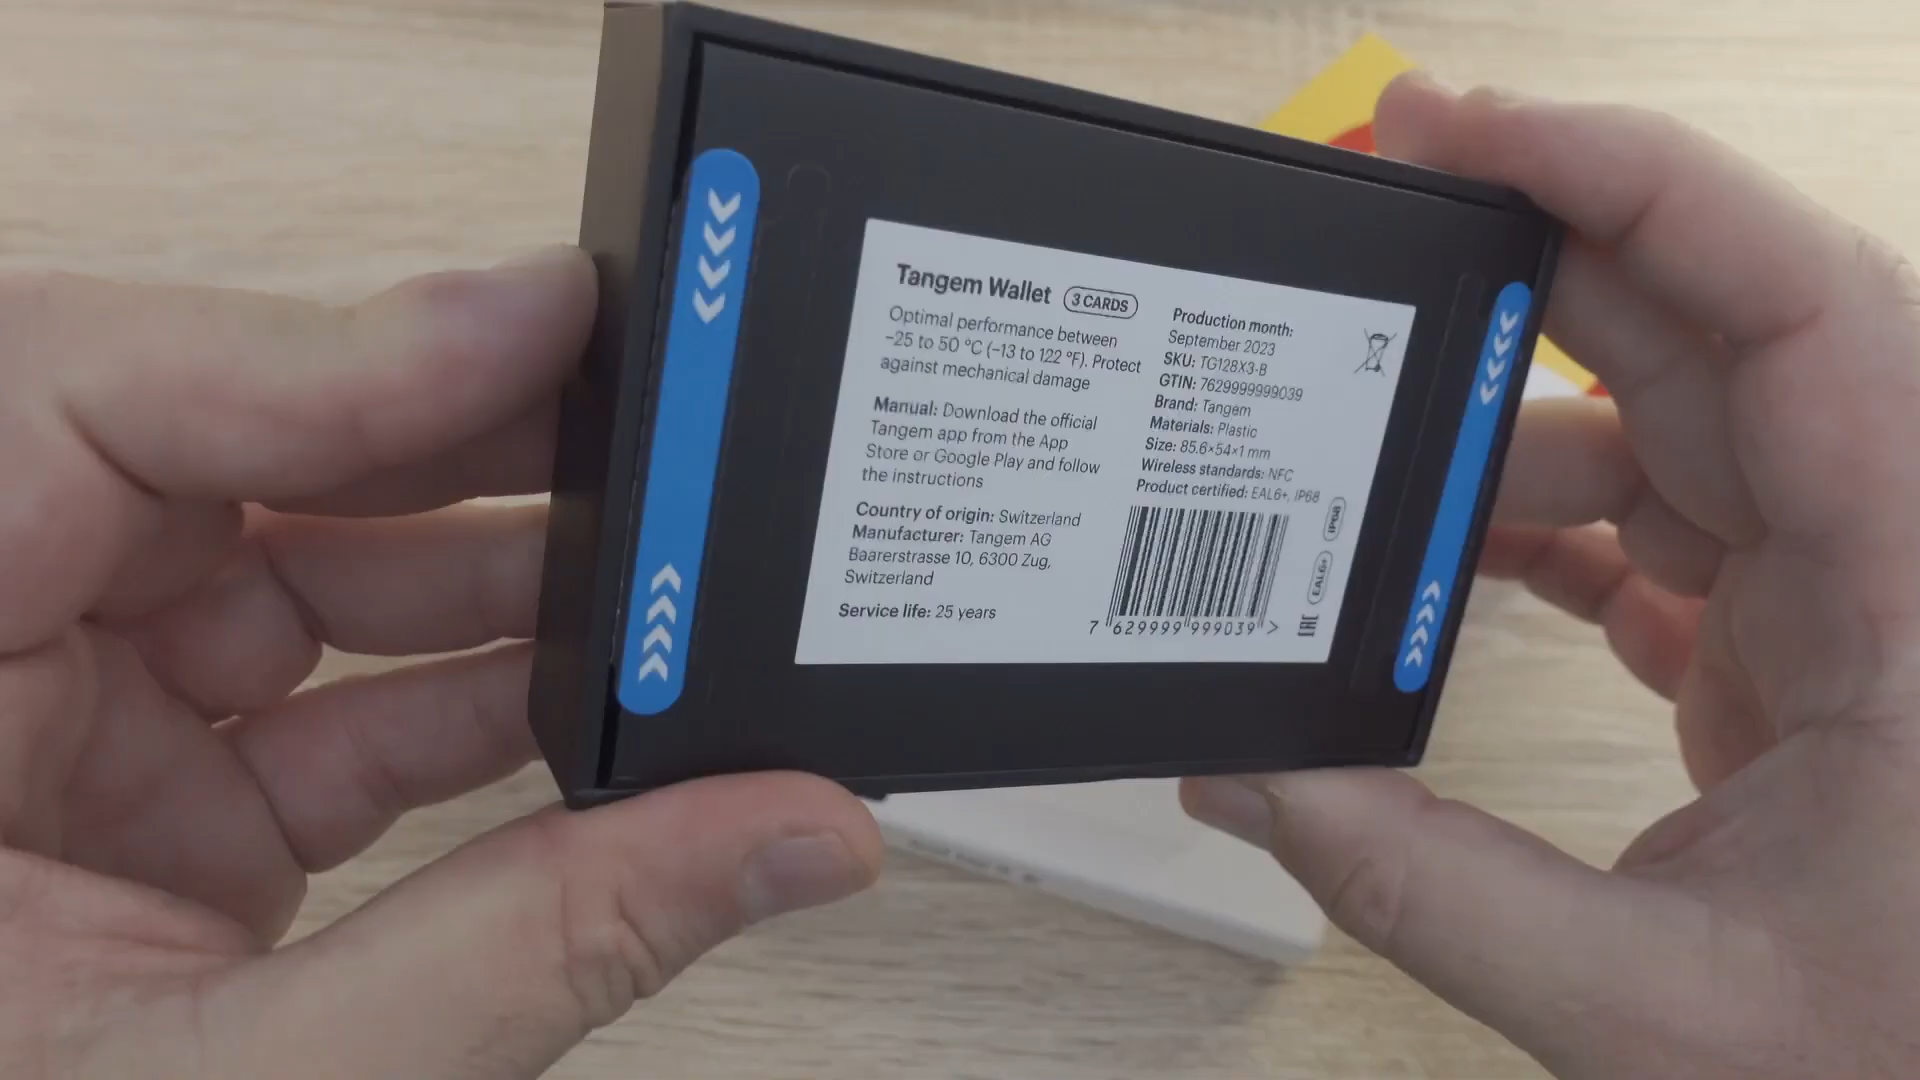 Tangem Wallet 3 CARDS
Optimal performance between
−25 to 50 °C (−13 to 122 °F). Protect
against mechanical damage
Manual: Download the official
Tangem app from the App
Store or Google Play and follow
the instructions
Country of origin: Switzerland
Manufacturer: Tangem AG
Baarerstrasse 10, 6300 Zug,
Switzerland
Service life: 25 years
Production month:
September 2023
SKU: TG128X3-B
GTIN: 7629999999039
Brand: Tangem
Materials: Plastic
Size: 85.6×54×1 mm
Wireless standards: NFC
Product certified: EAL6+, IP68
7 629999 999039 >
IP68
EAL6+
EAC